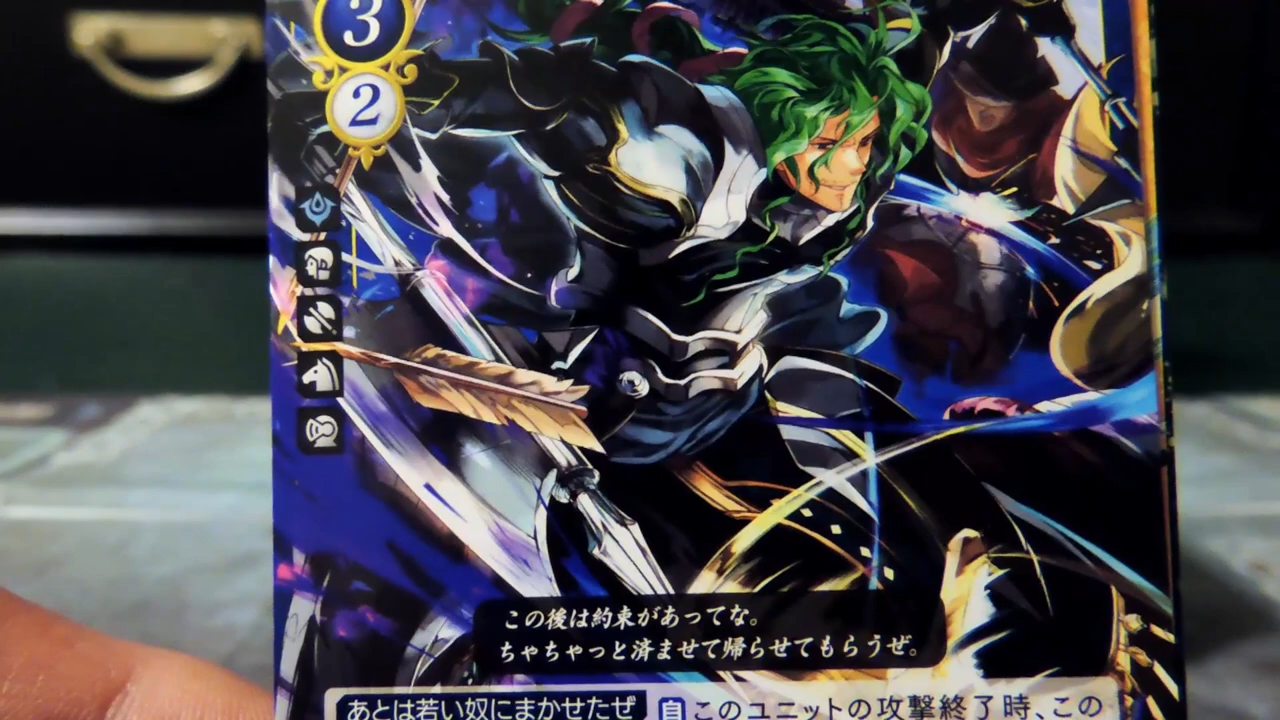 3
2
この後は約束があってな。
ちゃちゃっと済ませて帰らせてもらうぜ。
あとは若い奴にまかせたぜ 自このユニットの攻撃終了時、この